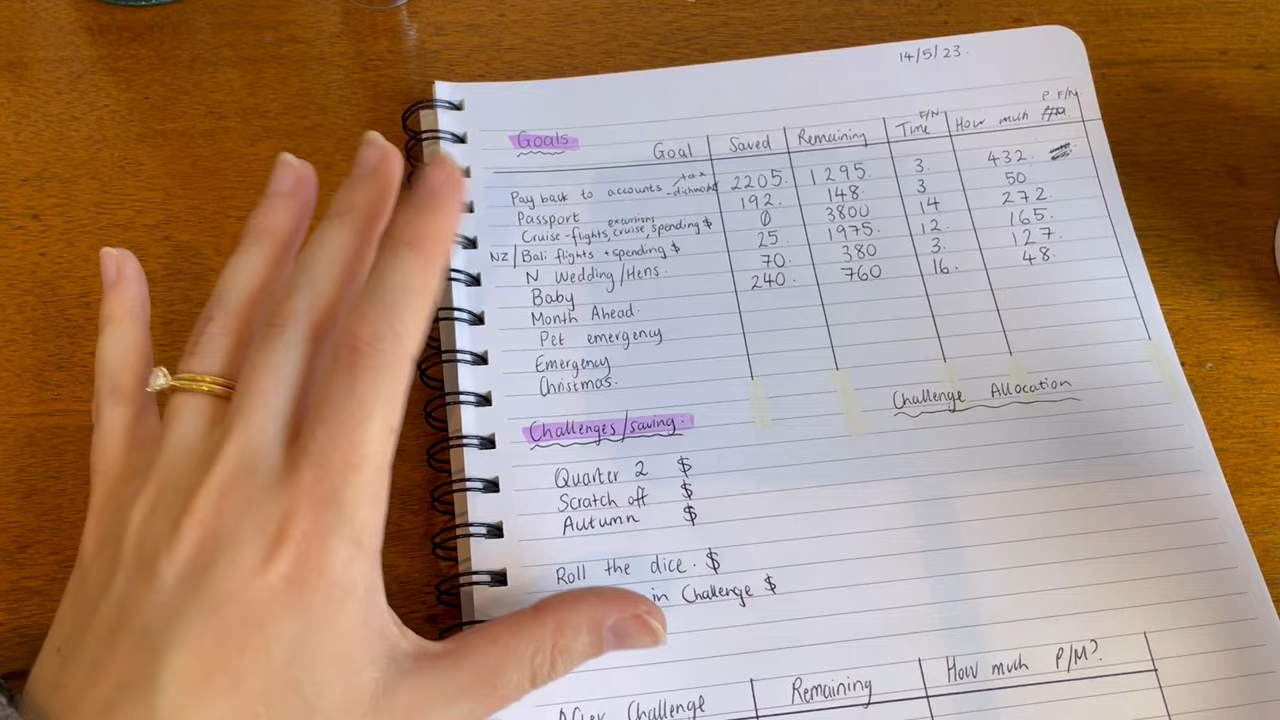 14/5/23.
Goals Goal Saved Remaining Time F/N How much P F/N
Pay back to accounts - tax 2205. 1295. 3. 432.
Passport 192. 148. 3 50
Cruise - flights, cruise, excursions spending $ 0 3800 14 272.
NZ / Bali flights + spending $ 25 1975. 12. 165.
N Wedding/Hens. 70. 380 3. 127.
Baby 240. 760 16. 48.
Month Ahead.
Pet emergency
Emergency
Christmas.
Challenge Allocation
Challenges/saving:
Quarter 2 $
Scratch off $
Autumn $
Roll the dice. $
in Challenge $
After Challenge Remaining How much P/M?